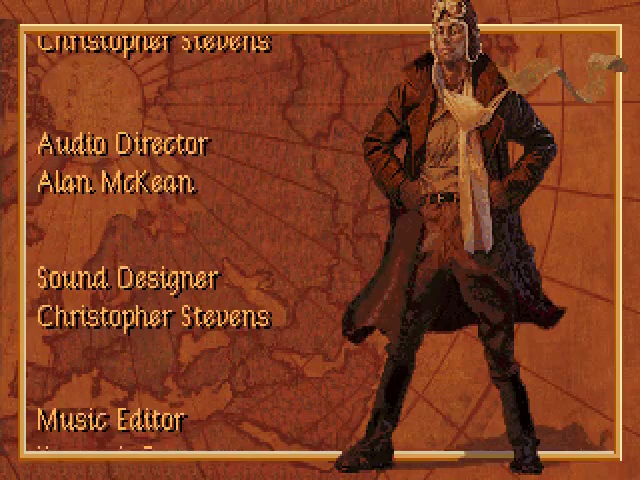 Christopher Stevens
Audio Director
Alan McKean
Sound Designer
Christopher Stevens
Music Editor